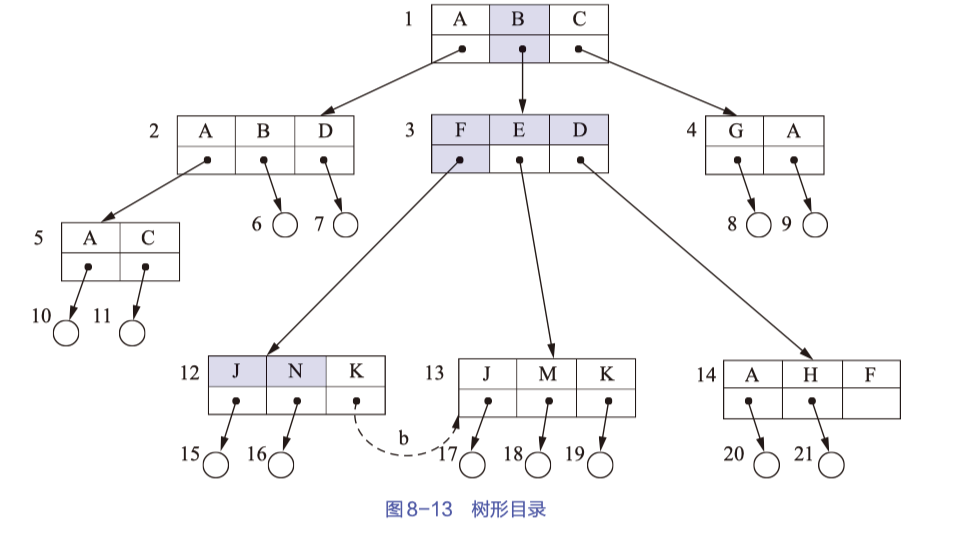 1 A B C
2 A B D
3 F E D
4 G A
6 7
8 9
5 A C
10 11
12 J N K
13 J M K
14 A H F
b
15 16
17 18 19
20 21
图8-13 树形目录